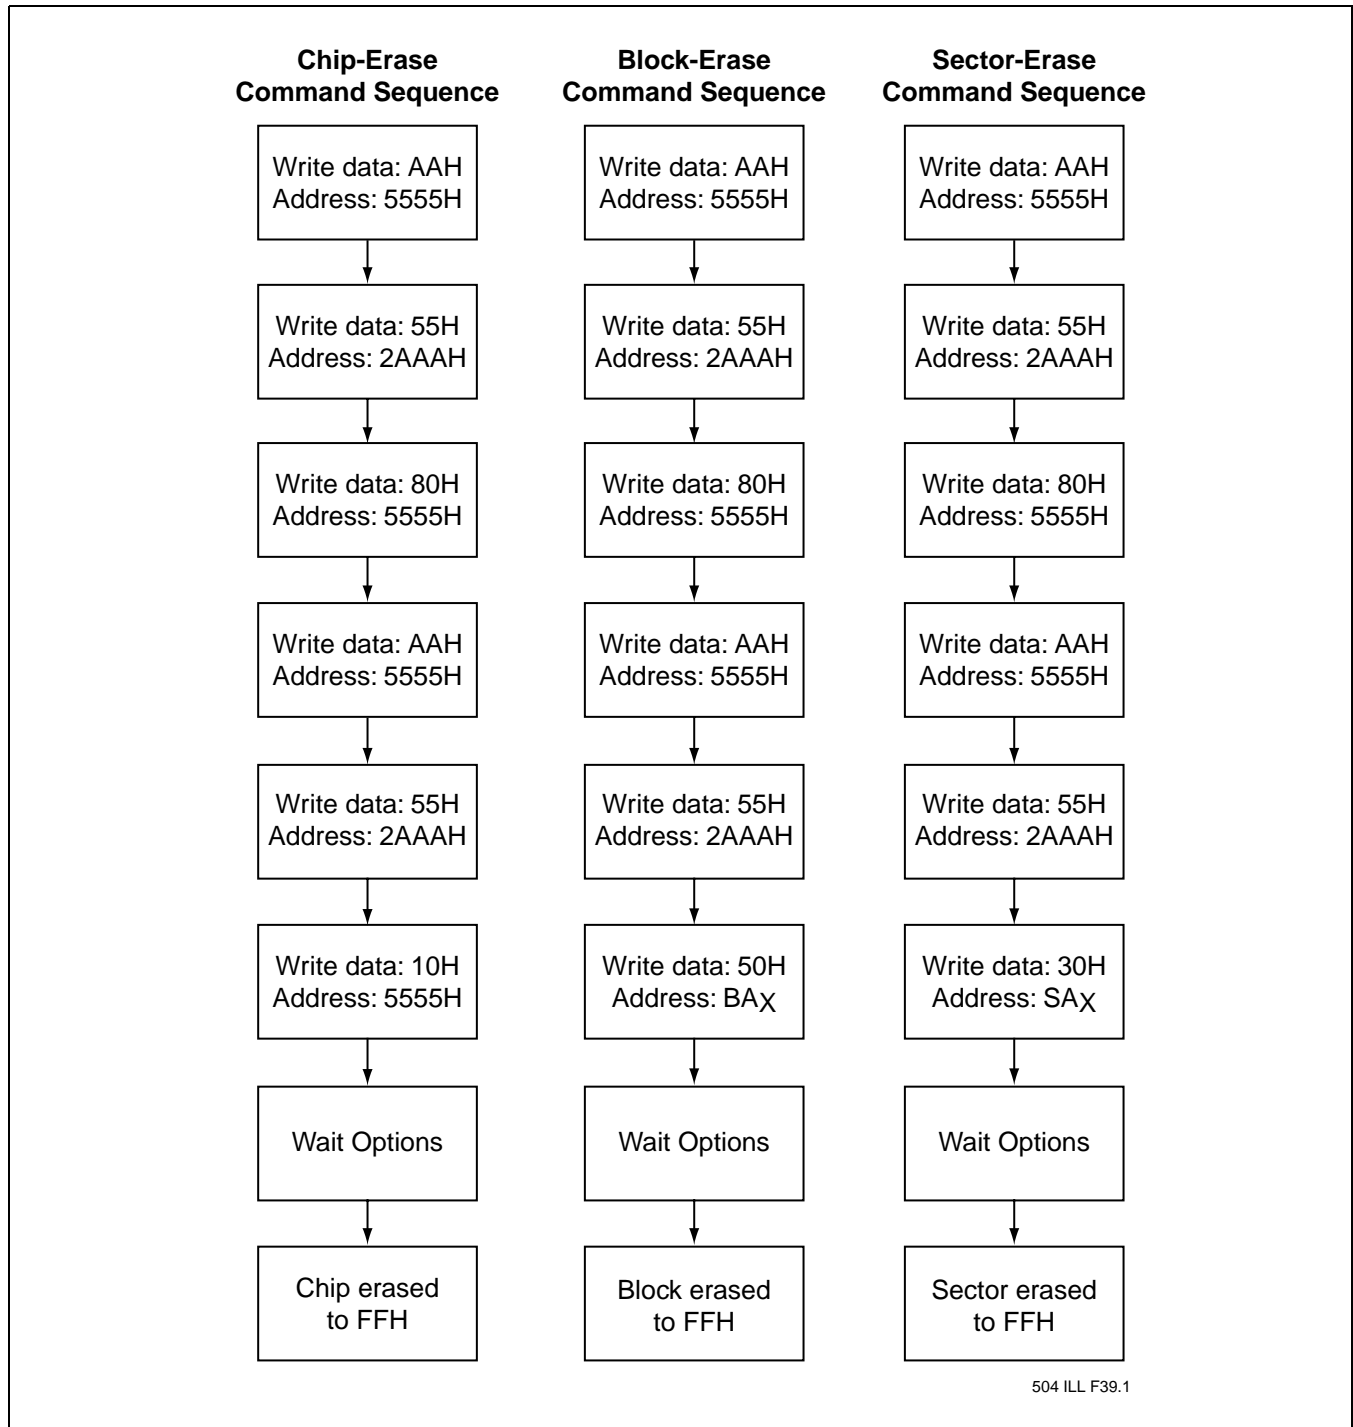 Chip-Erase
Command Sequence
Write data: AAH
Address: 5555H
Write data: 55H
Address: 2AAAH
Write data: 80H
Address: 5555H
Write data: AAH
Address: 5555H
Write data: 55H
Address: 2AAAH
Write data: 10H
Address: 5555H
Wait Options
Chip erased
to FFH
Block-Erase
Command Sequence
Write data: AAH
Address: 5555H
Write data: 55H
Address: 2AAAH
Write data: 80H
Address: 5555H
Write data: AAH
Address: 5555H
Write data: 55H
Address: 2AAAH
Write data: 50H
Address: BAX
Wait Options
Block erased
to FFH
Sector-Erase
Command Sequence
Write data: AAH
Address: 5555H
Write data: 55H
Address: 2AAAH
Write data: 80H
Address: 5555H
Write data: AAH
Address: 5555H
Write data: 55H
Address: 2AAAH
Write data: 30H
Address: SAX
Wait Options
Sector erased
to FFH
504 ILL F39.1